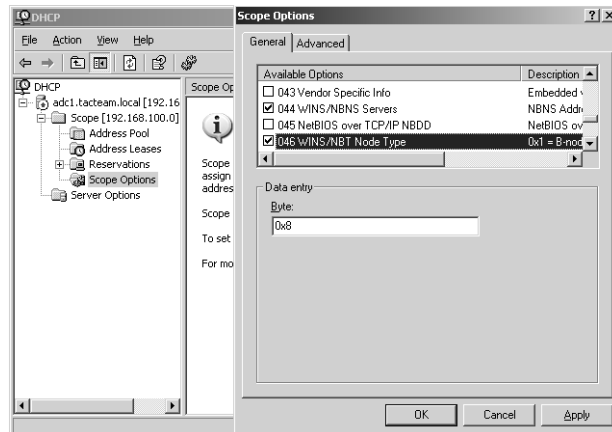 DHCP
File Action View Help
DHCP
adc1.tacteam.local [192.16
Scope [192.168.100.0]
Address Pool
Address Leases
Reservations
Scope Options
Server Options
Scope Op
Scope
assign
addres
Scope
To set
For mo
Scope Options
General
Advanced
Available Options Description
043 Vendor Specific Info Embedded v
044 WINS/NBNS Servers NBNS Addre
045 NetBIOS over TCP/IP NBDD NetBIOS ov
046 WINS/NBT Node Type 0x1 = B-nod
Data entry
Byte:
0x8
OK Cancel Apply